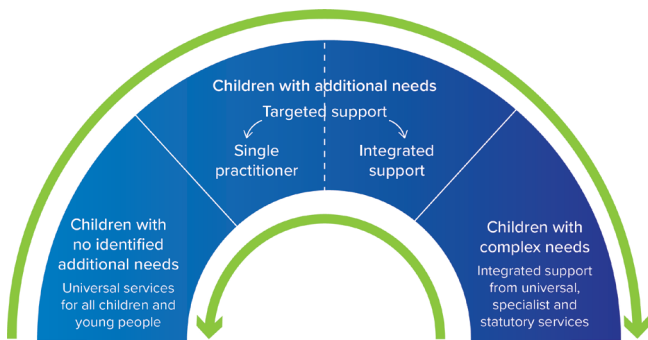 Children with additional needs
Targeted support
Single
practitioner
Integrated
support
Children with
no identified
additional needs
Universal services
for all children and
young people
Children with
complex needs
Integrated support
from universal,
specialist and
statutory services